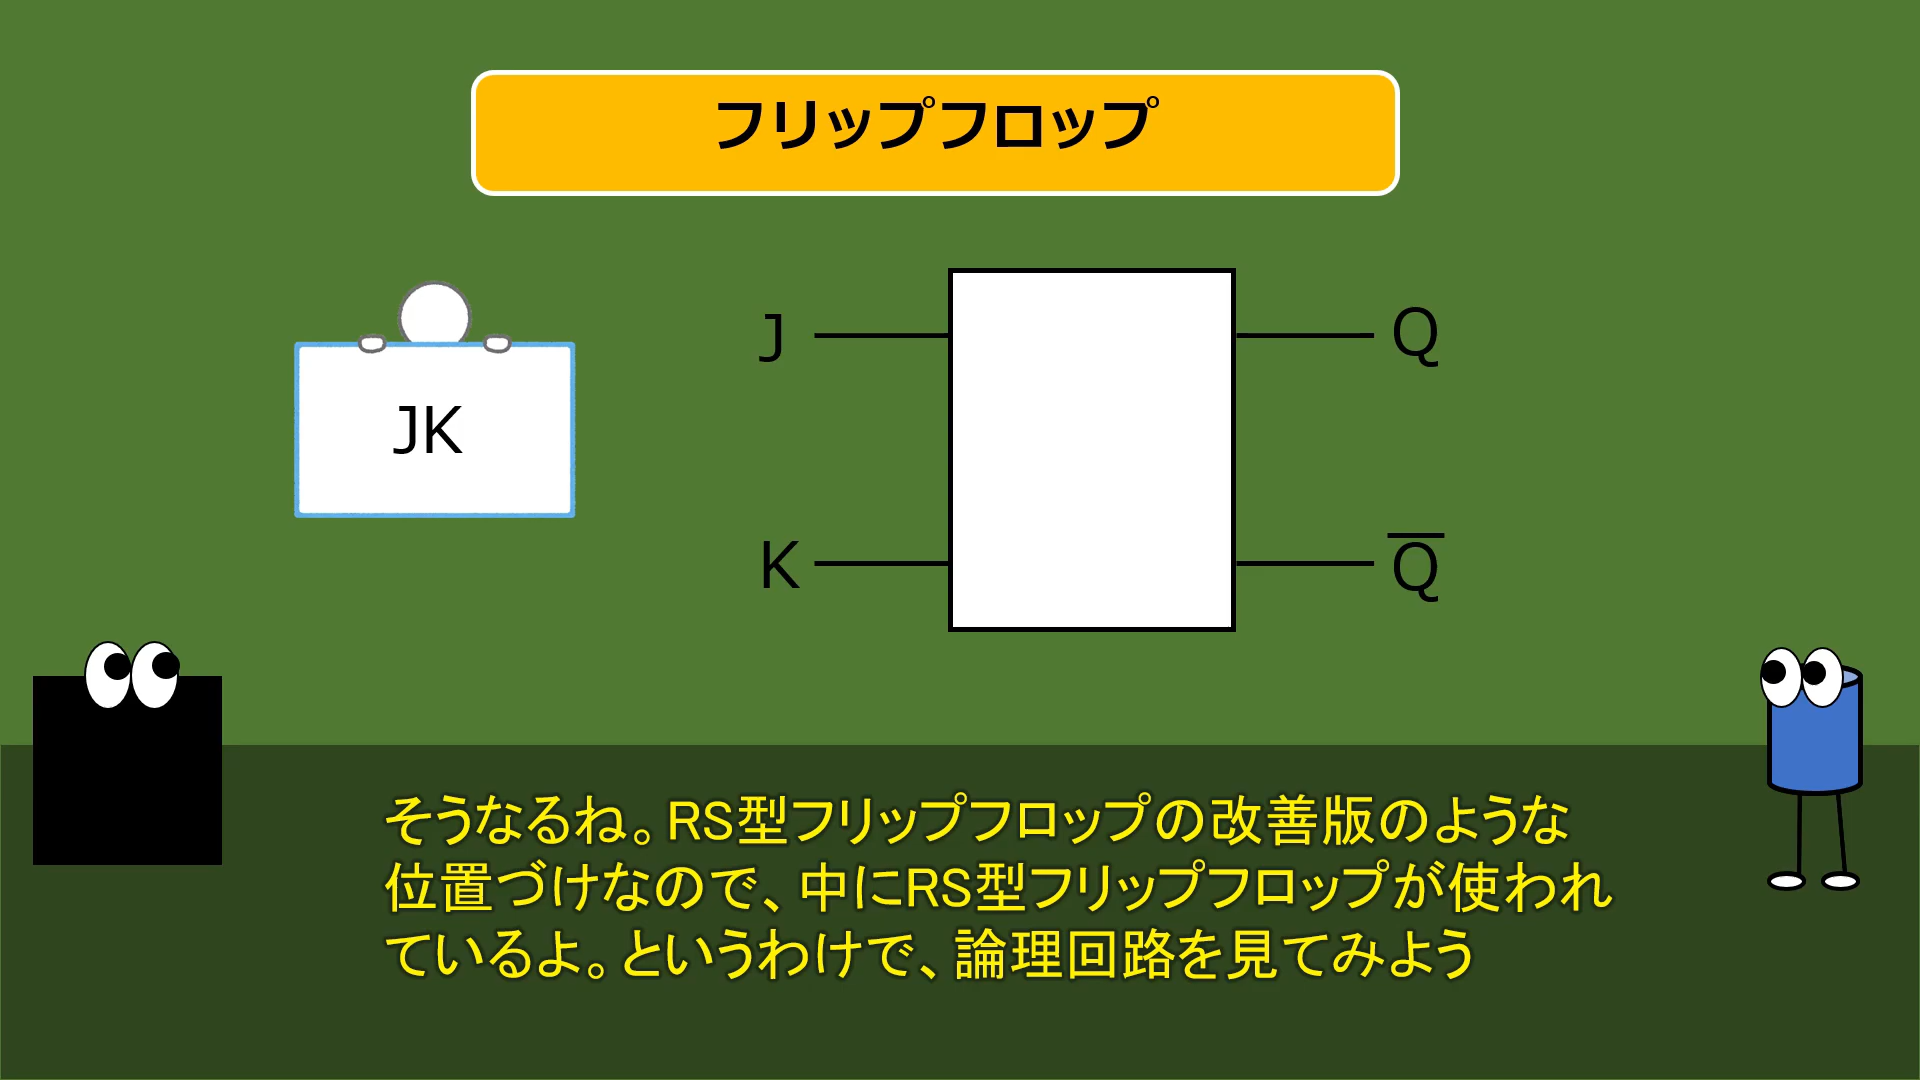 フリップフロップ
JK
J
Q
K
Q̅
そうなるね。RS型フリップフロップの改善版のような
位置づけなので、中にRS型フリップフロップが使われ
ているよ。というわけで、論理回路を見てみよう